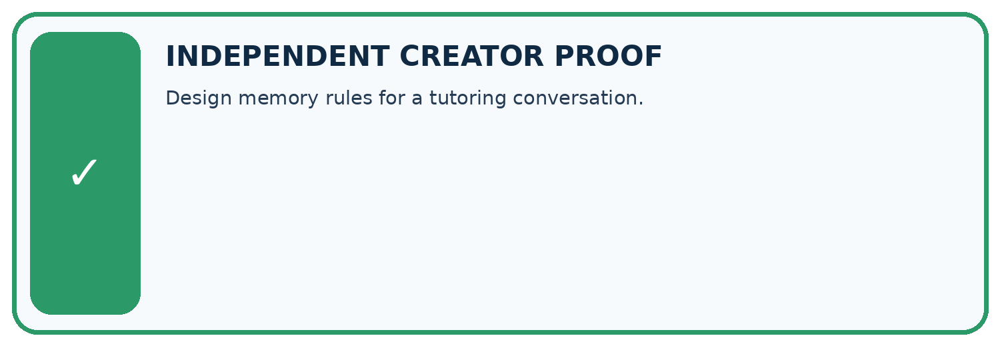 INDEPENDENT CREATOR PROOF
Design memory rules for a tutoring conversation.
✓